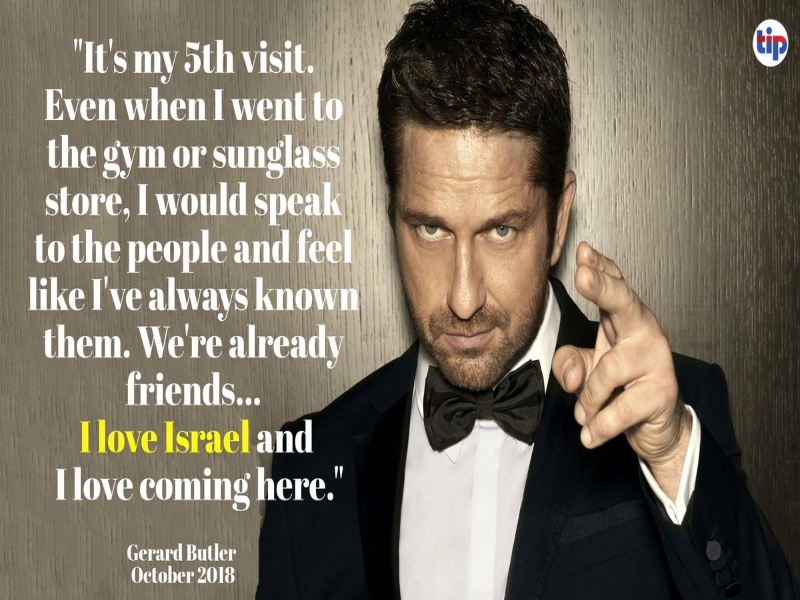 "It's my 5th visit.
Even when I went to
the gym or sunglass
store, I would speak
to the people and feel
like I've always known
them. We're already
friends...
I love Israel and
I love coming here."
Gerard Butler
October 2018
tip